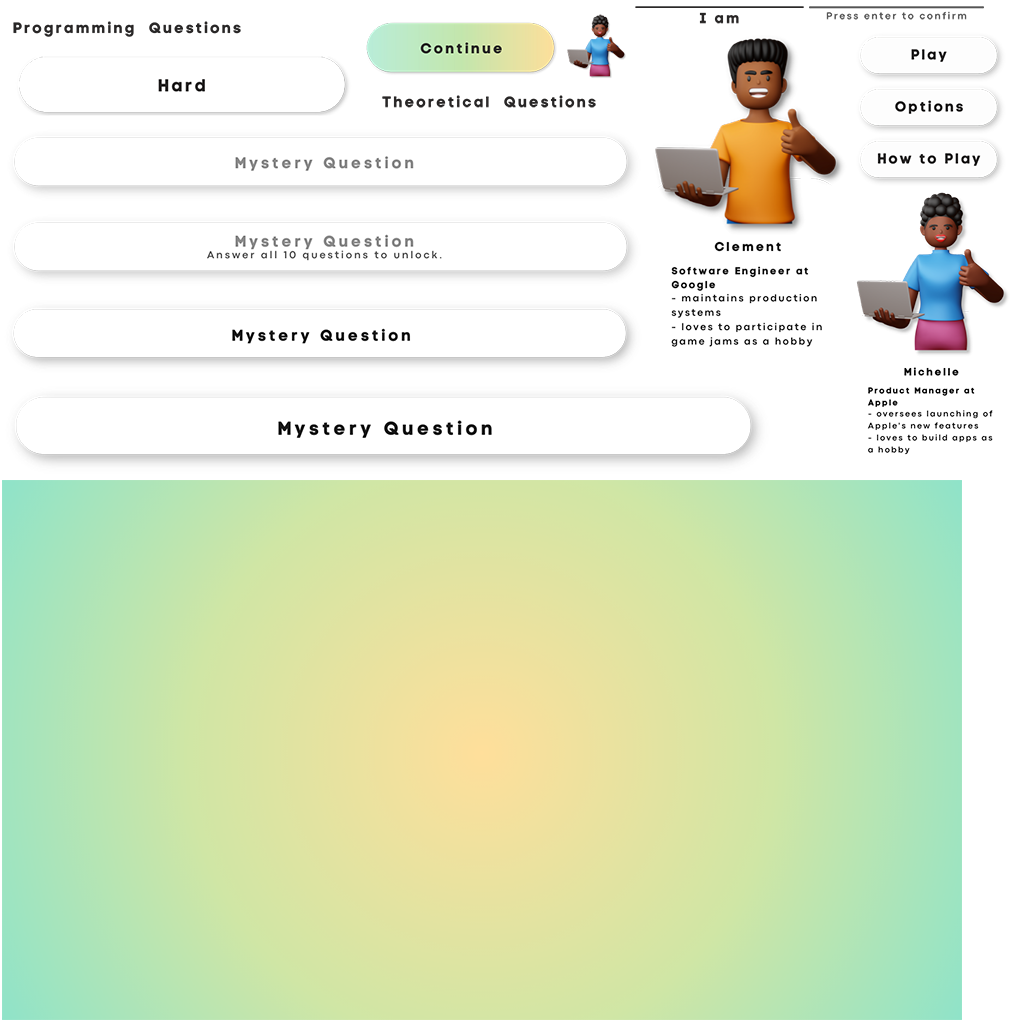 Programming Questions
Hard
Continue
Theoretical Questions
I am
Press enter to confirm
Play
Options
How to Play
Mystery Question
Mystery Question
Answer all 10 questions to unlock.
Mystery Question
Mystery Question
Clement
Software Engineer at
Google
- maintains production
systems
- loves to participate in
game jams as a hobby
Michelle
Product Manager at
Apple
- oversees launching of
Apple's new features
- loves to build apps as
a hobby